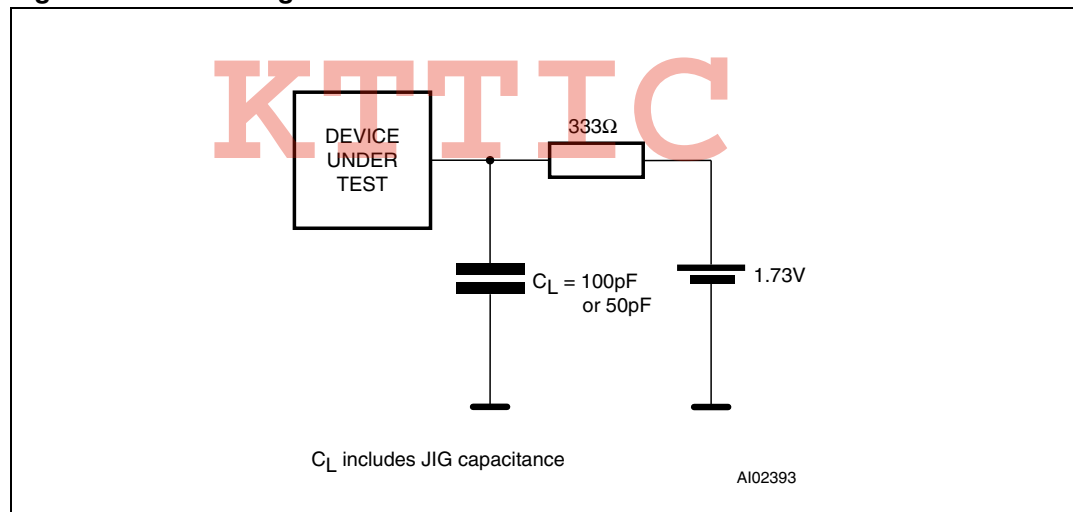 KTTIC
DEVICE
UNDER
TEST
333Ω
CL = 100pF
or 50pF
1.73V
CL includes JIG capacitance
AI02393